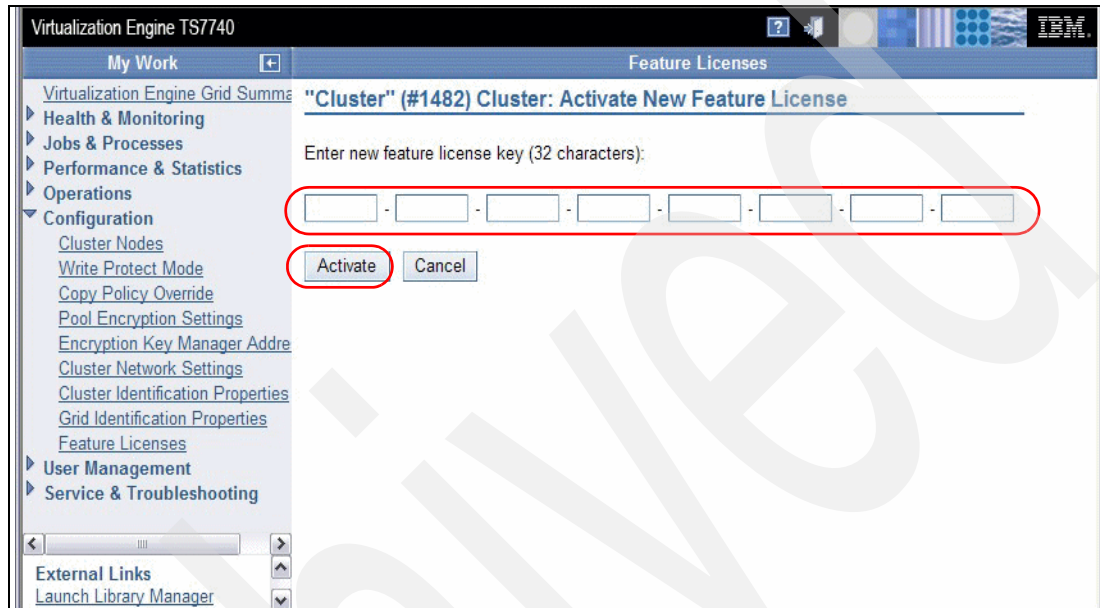 Virtualization Engine TS7740
?
IBM.
My Work
Feature Licenses
Virtualization Engine Grid Summa
Health & Monitoring
Jobs & Processes
Performance & Statistics
Operations
Configuration
Cluster Nodes
Write Protect Mode
Copy Policy Override
Pool Encryption Settings
Encryption Key Manager Addre
Cluster Network Settings
Cluster Identification Properties
Grid Identification Properties
Feature Licenses
User Management
Service & Troubleshooting
External Links
Launch Library Manager
"Cluster" (#1482) Cluster: Activate New Feature License
Enter new feature license key (32 characters):
- - - - - - -
Activate Cancel